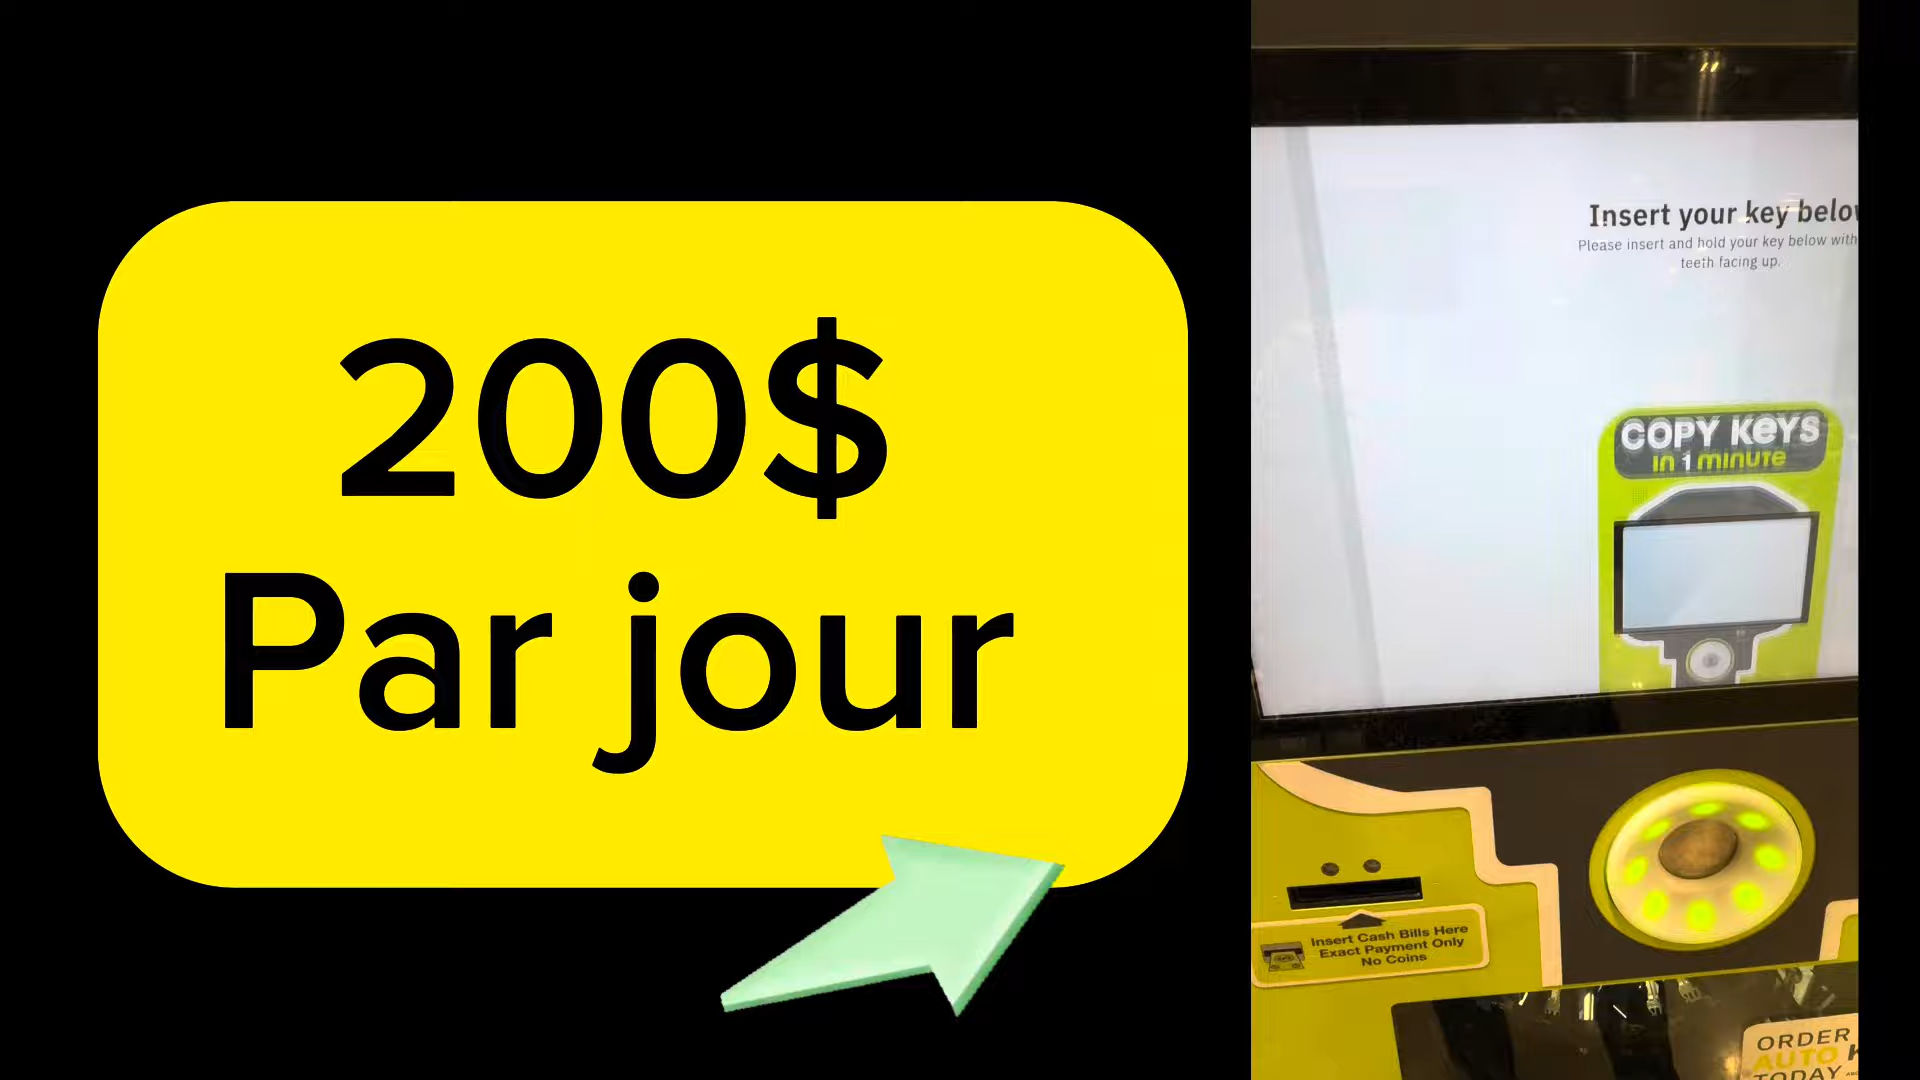 200$
Par jour
Insert your key
Please insert and hold your key below with
teeth facing up.
COPY KEYS
IN 1 MINUTE
Insert Cash Bills Here
Exact Payment Only
No Coins
ORDER
AUTO
TODAY